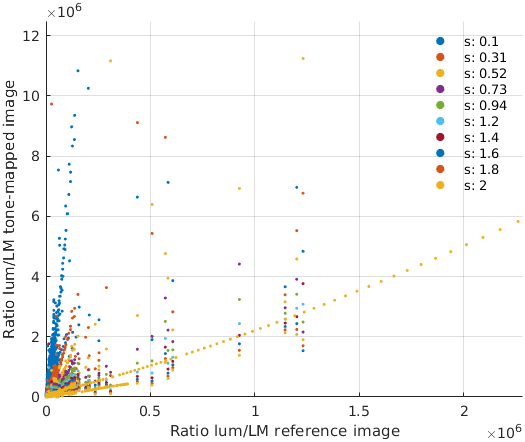 ×10⁶
12
10
8
6
4
2
0
Ratio lum/LM tone-mapped image
s: 0.1
s: 0.31
s: 0.52
s: 0.73
s: 0.94
s: 1.2
s: 1.4
s: 1.6
s: 1.8
s: 2
0 0.5 1 1.5 2
Ratio lum/LM reference image
×10⁶